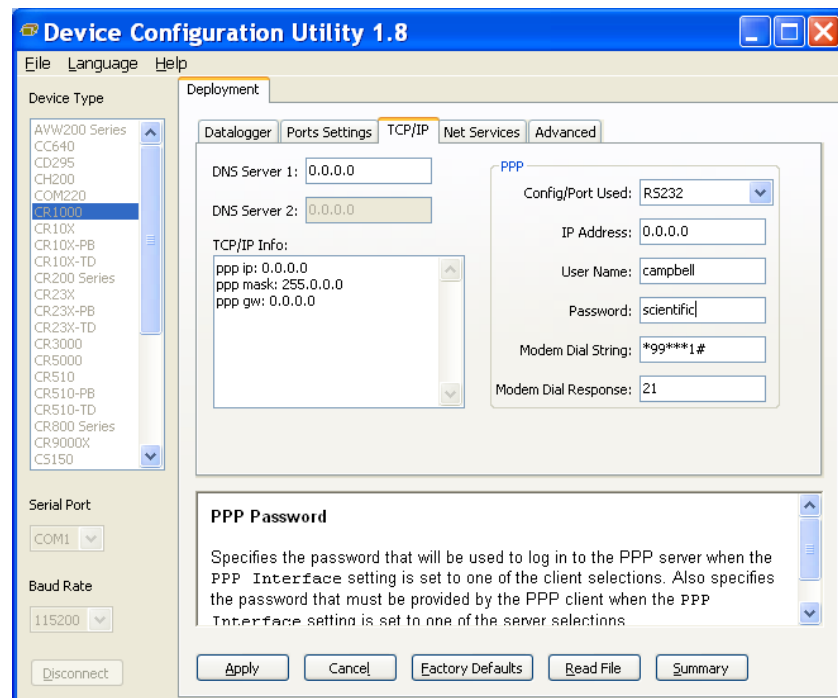 Device Configuration Utility 1.8
File Language Help
Device Type
AVW200 Series
CC640
CD295
CH200
COM220
CR1000
CR10X
CR10X-PB
CR10X-TD
CR200 Series
CR23X
CR23X-PB
CR23X-TD
CR3000
CR5000
CR510
CR510-PB
CR510-TD
CR800 Series
CR9000X
CS150
Serial Port
COM1
Baud Rate
115200
Disconnect
Deployment
Datalogger Ports Settings TCP/IP Net Services Advanced
DNS Server 1: 0.0.0.0
DNS Server 2: 0.0.0.0
TCP/IP Info:
ppp ip: 0.0.0.0
ppp mask: 255.0.0.0
ppp gw: 0.0.0.0
PPP
Config/Port Used: RS232
IP Address: 0.0.0.0
User Name: campbell
Password: scientific
Modem Dial String: *99***1#
Modem Dial Response: 21
PPP Password
Specifies the password that will be used to log in to the PPP server when the
PPP Interface setting is set to one of the client selections. Also specifies
the password that must be provided by the PPP client when the PPP
Interface setting is set to one of the server selections
Apply Cancel Factory Defaults Read File Summary